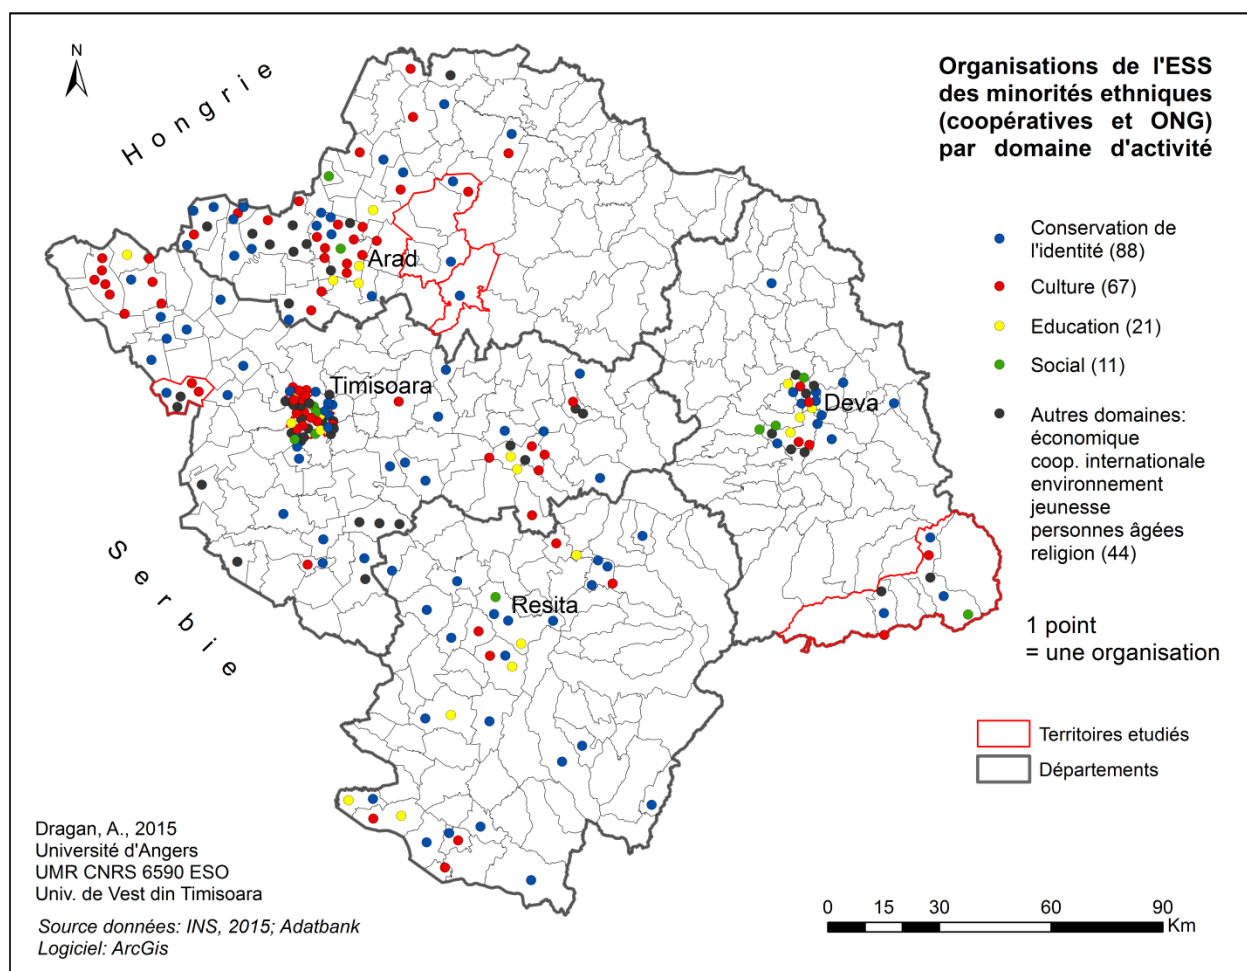 N
Hongrie
Serbie
Organisations de l'ESS
des minorités ethniques
(coopératives et ONG)
par domaine d'activité
Conservation de
l'identité (88)
Culture (67)
Education (21)
Social (11)
Autres domaines:
économique
coop. internationale
environnement
jeunesse
personnes âgées
religion (44)
1 point
= une organisation
Territoires etudiés
Départements
Arad
Timisoara
Deva
Resita
Dragan, A., 2015
Université d'Angers
UMR CNRS 6590 ESO
Univ. de Vest din Timisoara
Source données: INS, 2015; Adatbank
Logiciel: ArcGis
0 15 30 60 90
Km